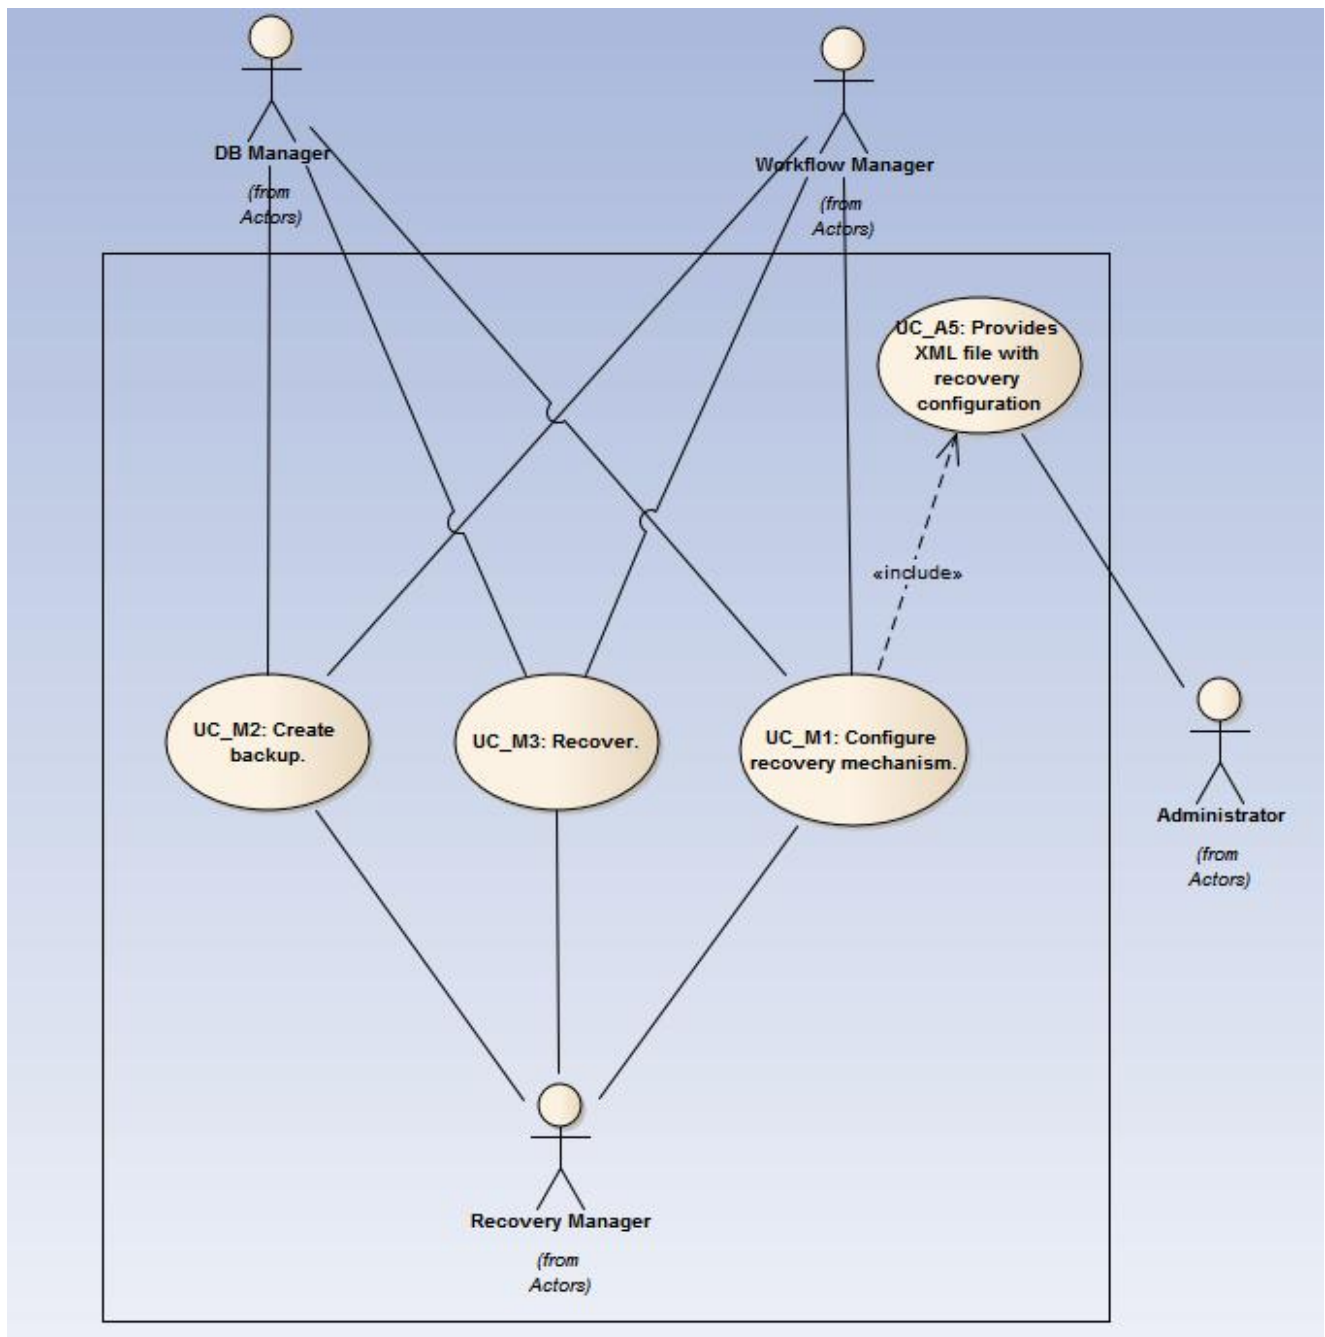 DB Manager
(from
Actors)
Workflow Manager
(from
Actors)
UC_A5: Provides
XML file with
recovery
configuration
«include»
UC_M2: Create
backup.
UC_M3: Recover.
UC_M1: Configure
recovery mechanism.
Administrator
(from
Actors)
Recovery Manager
(from
Actors)